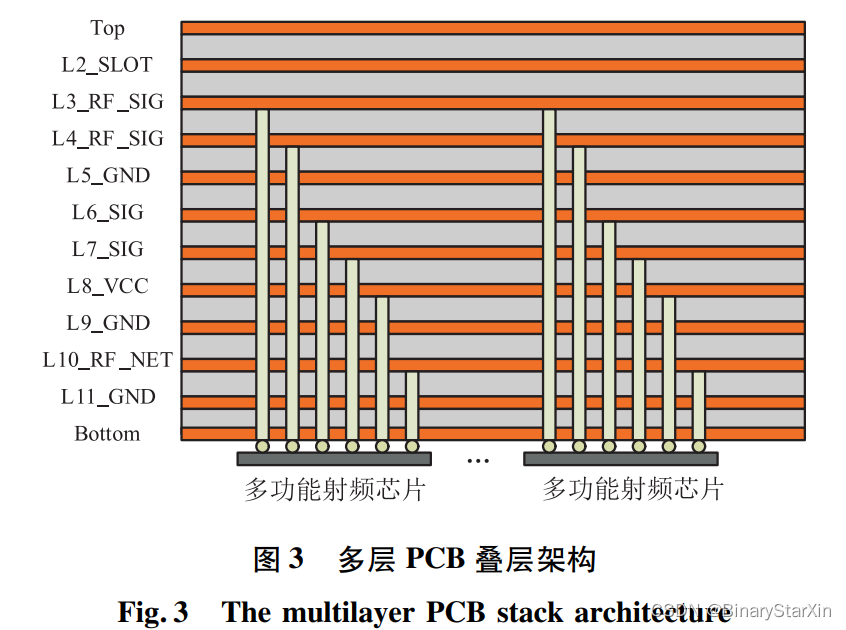 Top
L2_SLOT
L3_RF_SIG
L4_RF_SIG
L5_GND
L6_SIG
L7_SIG
L8_VCC
L9_GND
L10_RF_NET
L11_GND
Bottom
...
多功能射频芯片 多功能射频芯片
图 3 多层 PCB 叠层架构
Fig. 3 The multilayer PCB stack architecture
CSDN @BinaryStarXin